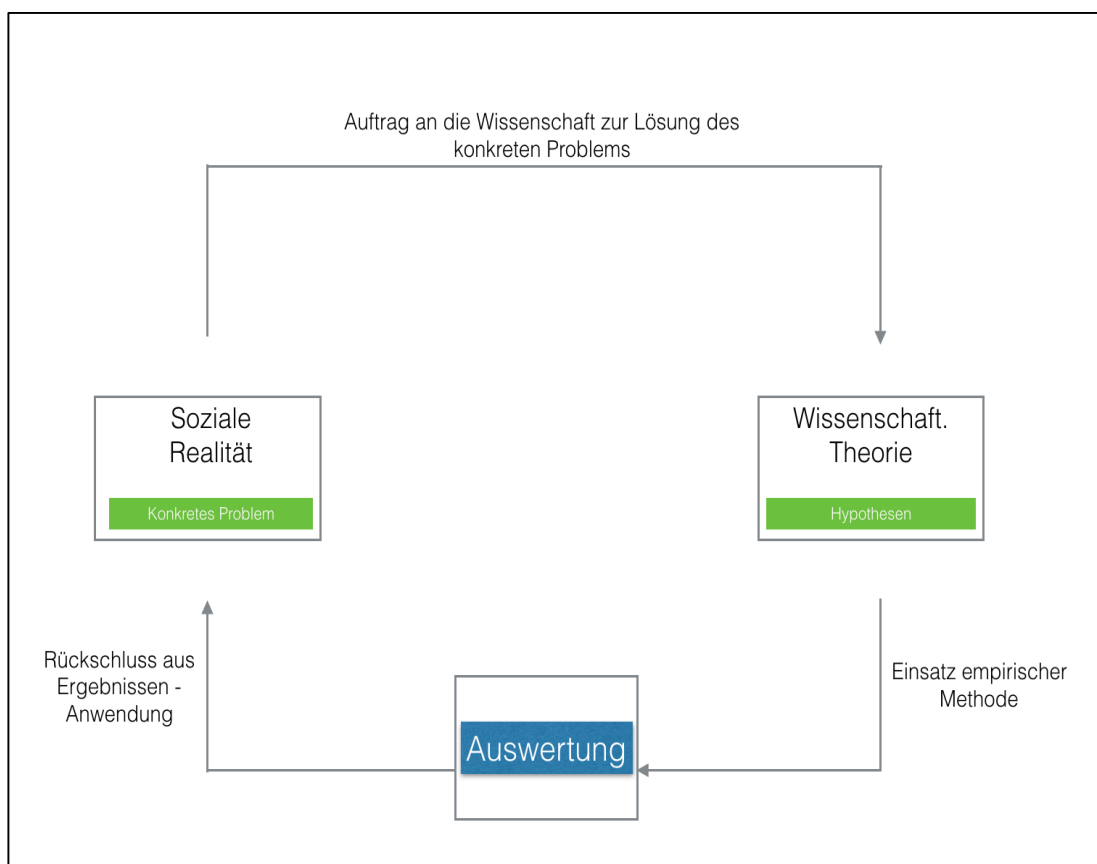 Auftrag an die Wissenschaft zur Lösung des
konkreten Problems
Soziale
Realität
Konkretes Problem
Wissenschaft.
Theorie
Hypothesen
Rückschluss aus
Ergebnissen -
Anwendung
Auswertung
Einsatz empirischer
Methode